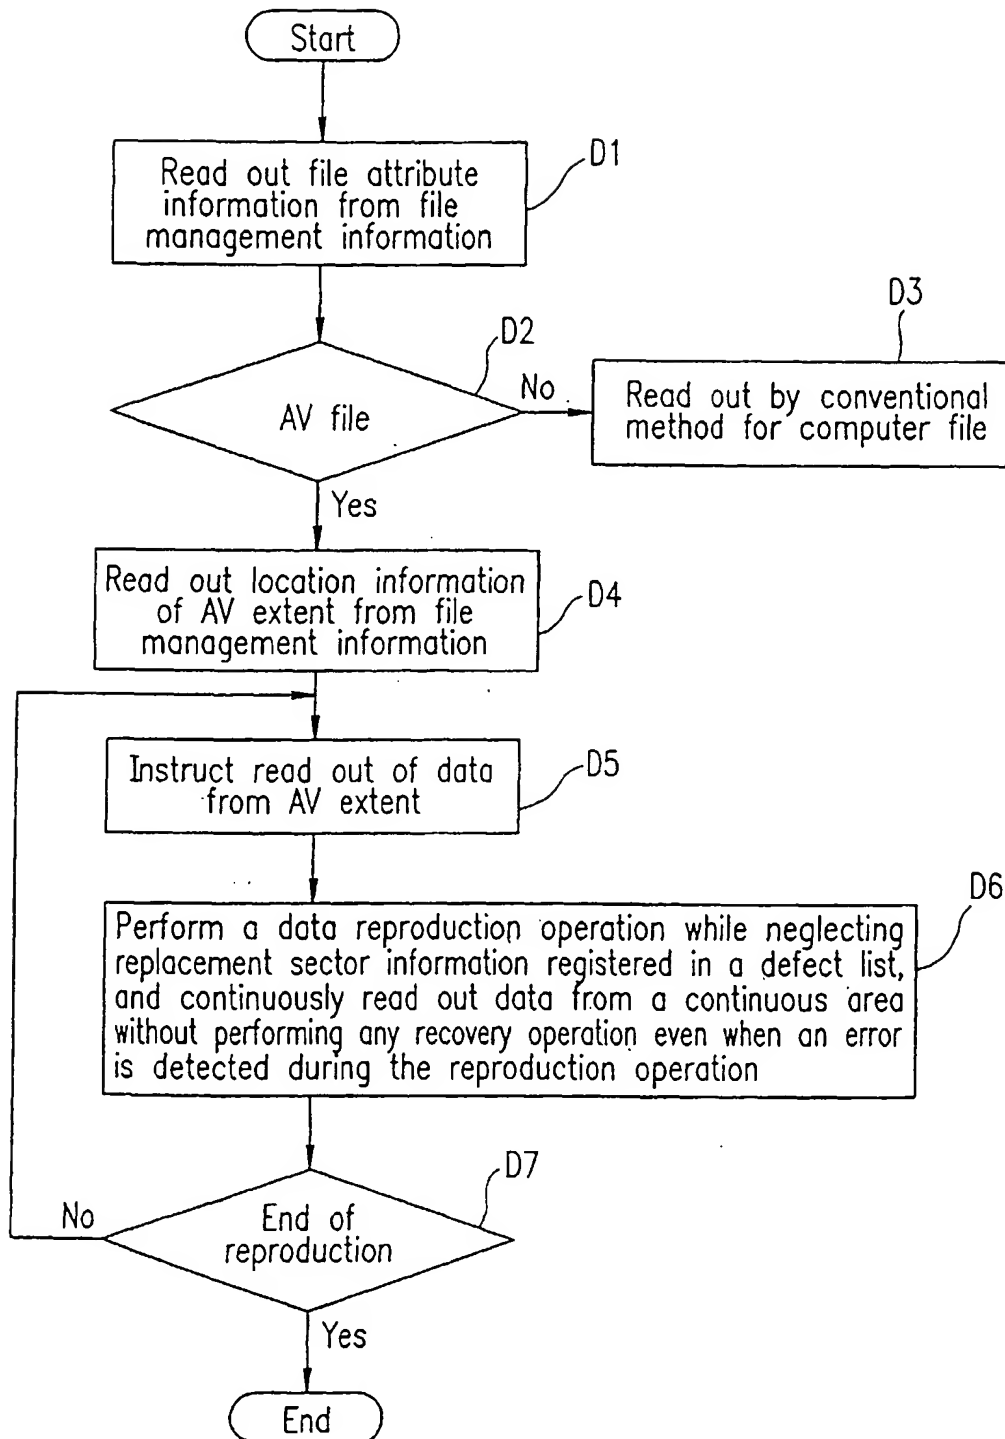 Start
D1
Read out file attribute
information from file
management information
D2
AV file
No
D3
Read out by conventional
method for computer file
Yes
Read out location information
of AV extent from file
management information
D4
Instruct read out of data
from AV extent
D5
D6
Perform a data reproduction operation while neglecting
replacement sector information registered in a defect list,
and continuously read out data from a continuous area
without performing any recovery operation even when an error
is detected during the reproduction operation
D7
No
End of
reproduction
Yes
End